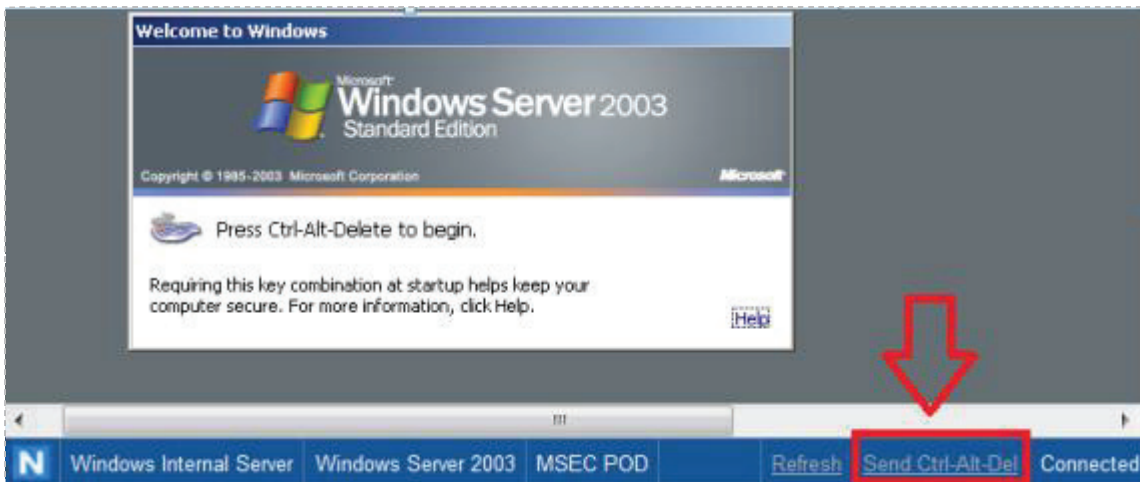 Welcome to Windows
Microsoft
Windows Server 2003
Standard Edition
Copyright © 1985-2003 Microsoft Corporation Microsoft
Press Ctrl-Alt-Delete to begin.
Requiring this key combination at startup helps keep your
computer secure. For more information, click Help.
Help
N Windows Internal Server Windows Server 2003 MSEC POD Refresh Send Ctrl-Alt-Del Connected